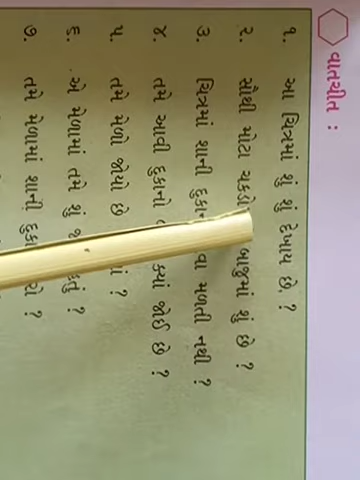 વાતચીત :
૧. આ ચિત્રમાં શું શું દેખાય છે ?
૨. સૌથી મોટા ચકડો બાજુમાં શું છે ?
૩. ચિત્રમાં શાની દુકા વા મળતી નથી ?
૪. તમે આવી દુકાનો ક્યાં જોઈ છે ?
૫. તમે મેળો જોયો છે માં ?
૬. એ મેળામાં તમે શું જ તું ?
૭. તમે મેળામાં શાની દુક શો ?